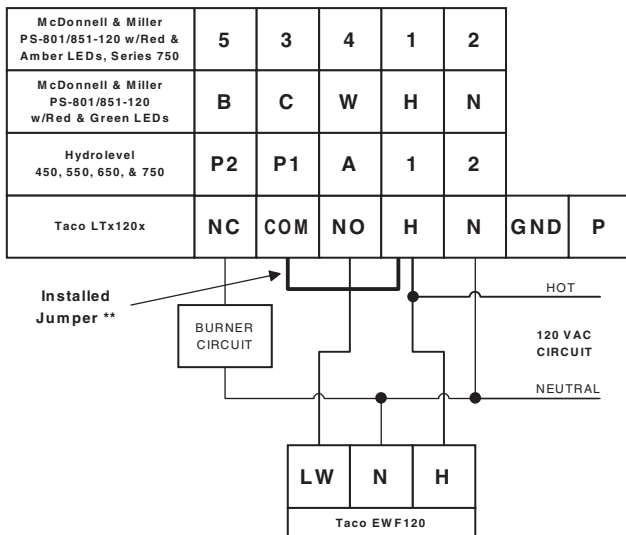 McDonnell & Miller
PS-801/851-120 w/Red &
Amber LEDs, Series 750
5 3 4 1 2
McDonnell & Miller
PS-801/851-120
w/Red & Green LEDs
B C W H N
Hydrolevel
450, 550, 650, & 750
P2 P1 A 1 2
Taco LTx120x
NC COM NO H N GND P
Installed
Jumper **
HOT
BURNER
CIRCUIT
120 VAC
CIRCUIT
NEUTRAL
LW N H
Taco EWF120